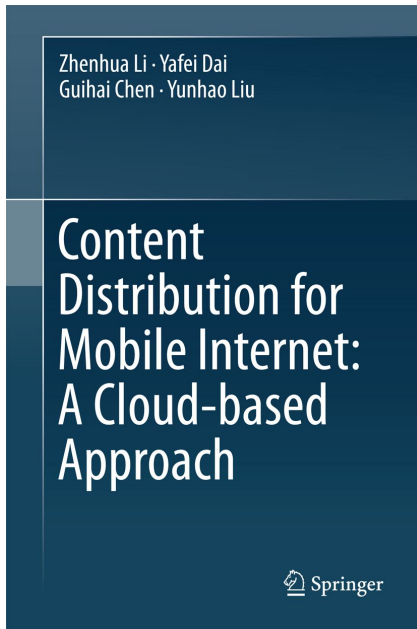 Zhenhua Li · Yafei Dai
Guihai Chen · Yunhao Liu
Content
Distribution for
Mobile Internet:
A Cloud-based
Approach
Springer